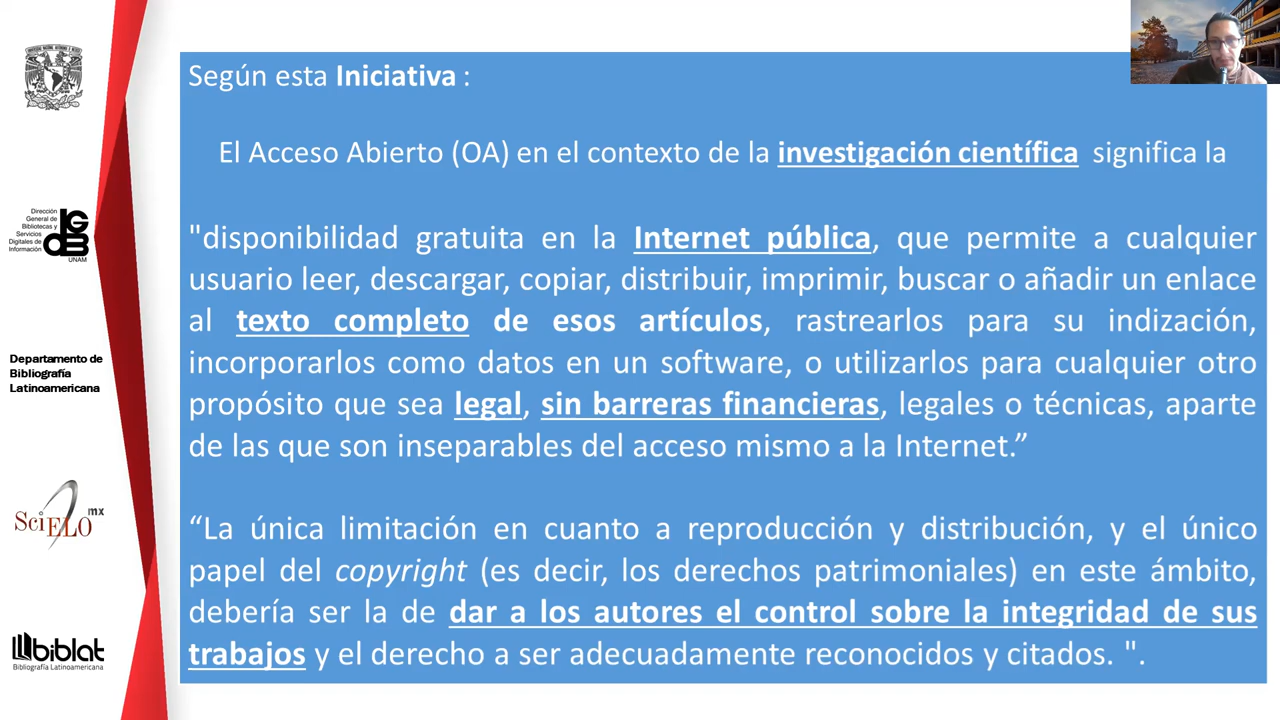 Según esta Iniciativa :
El Acceso Abierto (OA) en el contexto de la investigación científica significa la
"disponibilidad gratuita en la Internet pública, que permite a cualquier
usuario leer, descargar, copiar, distribuir, imprimir, buscar o añadir un enlace
al texto completo de esos artículos, rastrearlos para su indización,
incorporarlos como datos en un software, o utilizarlos para cualquier otro
propósito que sea legal, sin barreras financieras, legales o técnicas, aparte
de las que son inseparables del acceso mismo a la Internet.”
“La única limitación en cuanto a reproducción y distribución, y el único
papel del copyright (es decir, los derechos patrimoniales) en este ámbito,
debería ser la de dar a los autores el control sobre la integridad de sus
trabajos y el derecho a ser adecuadamente reconocidos y citados. ".
Dirección
General de
Bibliotecas y
Servicios
Digitales de
Información
DGB
UNAM
Departamento de
Bibliografía
Latinoamericana
SciELO mx
biblat
Bibliografía Latinoamericana